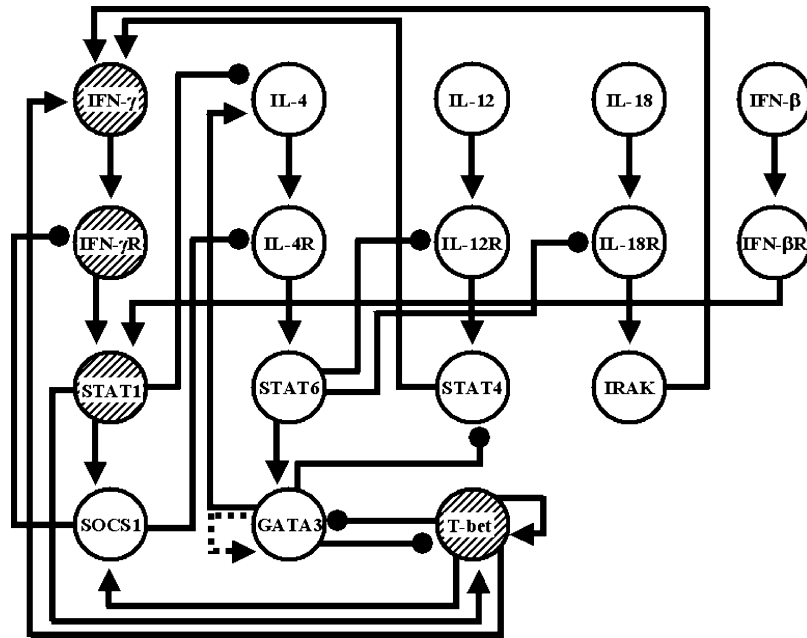 IFN-γ
IL-4
IL-12
IL-18
IFN-β
IFN-γR
IL-4R
IL-12R
IL-18R
IFN-βR
STAT1
STAT6
STAT4
IRAK
SOCS1
GATA3
T-bet